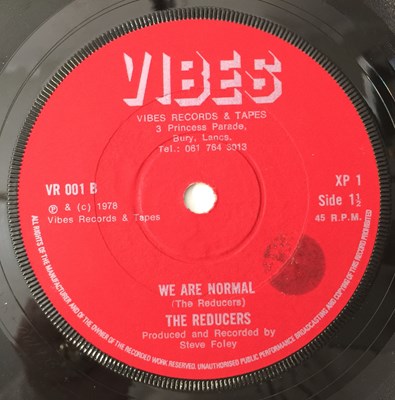 VIBES
VIBES RECORDS & TAPES
3 Princess Parade,
Bury, Lancs.
Tel.: 061 764 3013
VR 001 B
XP 1
℗ & (c) 1978
Vibes Records & Tapes
Side 1½
45 R.P.M.
WE ARE NORMAL
(The Reducers)
THE REDUCERS
Produced and Recorded by
Steve Foley
ALL RIGHTS OF THE MANUFACTURER AND OF THE OWNER OF THE RECORDED WORK RESERVED. UNAUTHORISED PUBLIC PERFORMANCE BROADCASTING AND COPYING OF THIS RECORD PROHIBITED